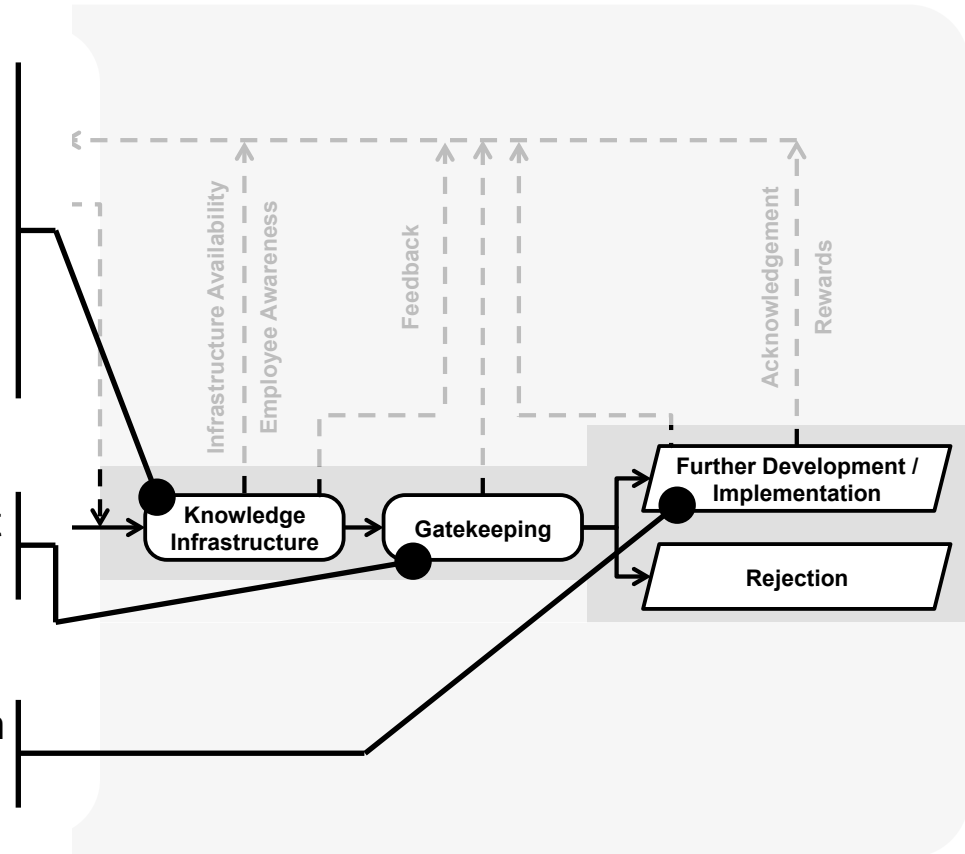 Infrastructure Availability
Employee Awareness
Feedback
Acknowledgement
Rewards
Knowledge
Infrastructure
Gatekeeping
Further Development /
Implementation
Rejection